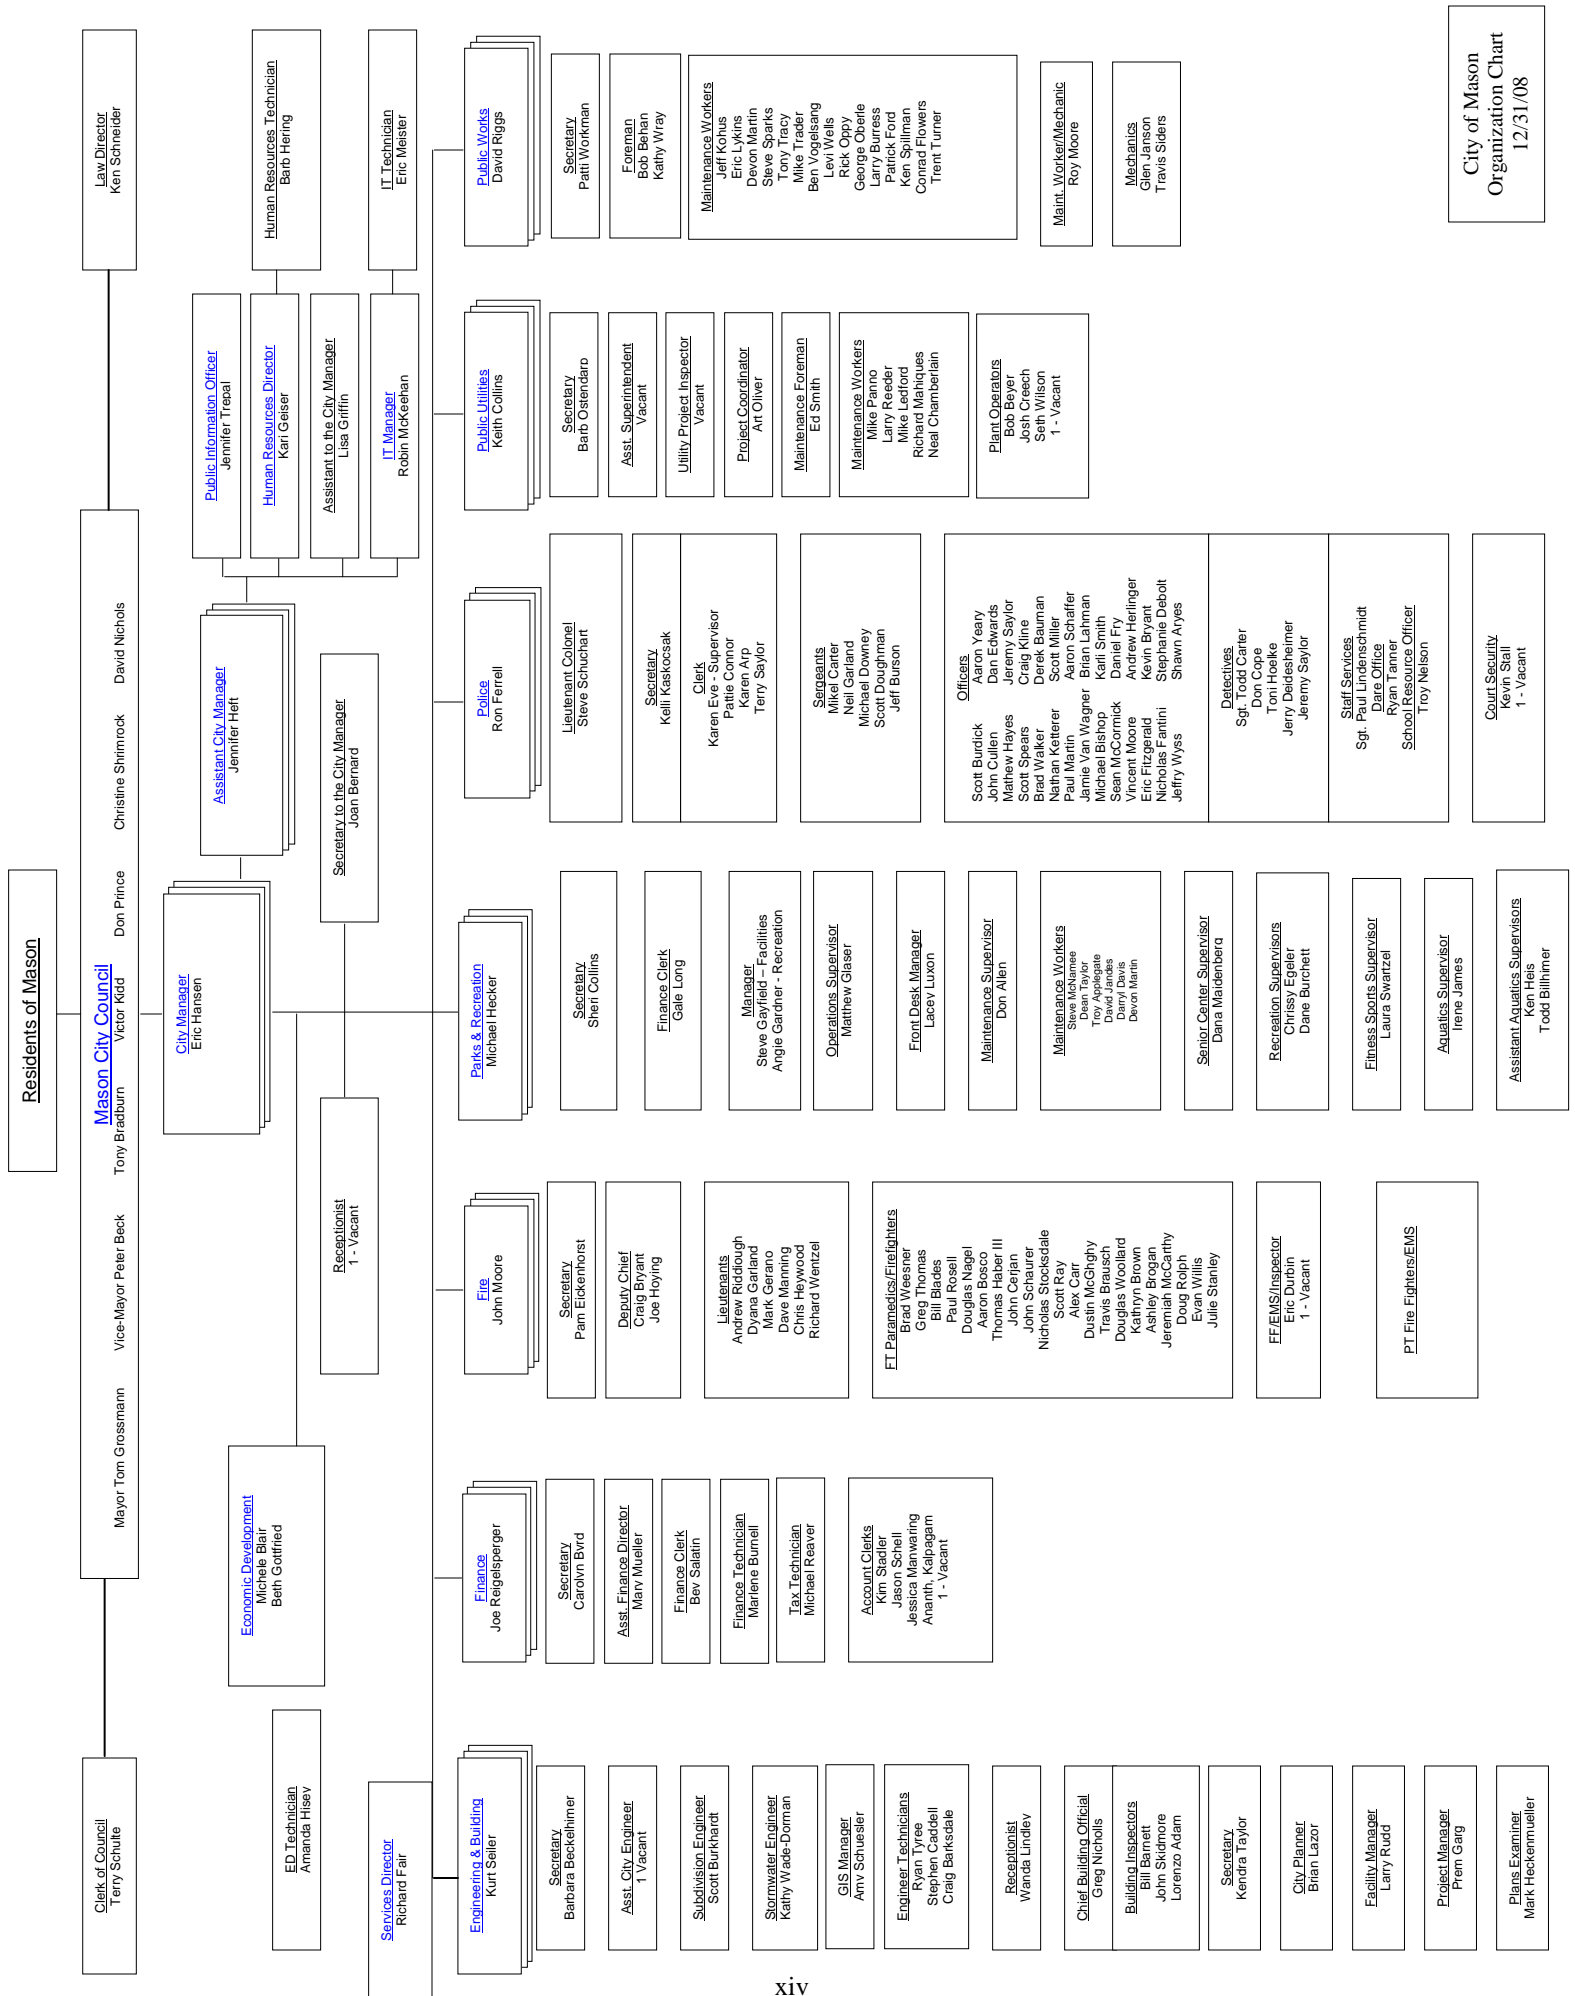 Residents of Mason
Mason City Council
Mayor Tom Grossmann Vice-Mayor Peter Beck Tony Bradburn Victor Kidd Don Prince Christine Shrimrock David Nichols
Clerk of Council
Terry Schulte
Law Director
Ken Schneider
City Manager
Eric Hansen
Assistant City Manager
Jennifer Heft
Public Information Officer
Jennifer Trepal
Human Resources Director
Kari Geiser
Human Resources Technician
Barb Hering
Assistant to the City Manager
Lisa Griffin
IT Manager
Robin McKeehan
IT Technician
Eric Meister
Economic Development
Michele Blair
Beth Gottfried
ED Technician
Amanda Hisey
Receptionist
1 - Vacant
Secretary to the City Manager
Joan Bernard
Services Director
Richard Fair
Engineering & Building
Kurt Seiler
Secretary
Barbara Beckelhimer
Asst. City Engineer
1 Vacant
Subdivision Engineer
Scott Burkhardt
Stormwater Engineer
Kathy Wade-Dorman
GIS Manager
Amy Schuesler
Engineer Technicians
Ryan Tyree
Stephen Caddell
Craig Barksdale
Receptionist
Wanda Lindley
Chief Building Official
Greg Nicholls
Building Inspectors
Bill Barnett
John Skidmore
Lorenzo Adam
Secretary
Kendra Taylor
City Planner
Brian Lazor
Facility Manager
Larry Rudd
Project Manager
Prem Garg
Plans Examiner
Mark Heckenmueller
Finance
Joe Reigelsperger
Secretary
Carolyn Byrd
Asst. Finance Director
Mary Mueller
Finance Clerk
Bev Salatin
Finance Technician
Marlene Burnell
Tax Technician
Michael Reaver
Account Clerks
Kim Stadler
Jason Schell
Jessica Manwaring
Ananth, Kalpagam
1 - Vacant
Fire
John Moore
Secretary
Pam Eickenhorst
Deputy Chief
Craig Bryant
Joe Hoying
Lieutenants
Andrew Riddiough
Dyana Garland
Mark Gerano
Dave Manning
Chris Heywood
Richard Wentzel
FT Paramedics/Firefighters
Brad Weesner
Greg Thomas
Bill Blades
Paul Rosell
Douglas Nagel
Aaron Bosco
Thomas Haber III
John Cerjan
John Schaurer
Nicholas Stocksdale
Scott Ray
Alex Carr
Dustin McGhghy
Travis Brausch
Douglas Woollard
Kathryn Brown
Ashley Brogan
Jeremiah McCarthy
Doug Rolph
Evan Willis
Julie Stanley
FF/EMS/Inspector
Eric Durbin
1 - Vacant
PT Fire Fighters/EMS
Parks & Recreation
Michael Hecker
Secretary
Sheri Collins
Finance Clerk
Gale Long
Manager
Steve Gayfield – Facilities
Angie Gardner - Recreation
Operations Supervisor
Matthew Glaser
Front Desk Manager
Lacey Luxon
Maintenance Supervisor
Don Allen
Maintenance Workers
Steve McNamee
Dean Taylor
Troy Applegate
David Jandes
Darryl Davis
Devon Martin
Senior Center Supervisor
Dana Maidenberg
Recreation Supervisors
Chrissy Egeler
Dane Burchett
Fitness Sports Supervisor
Laura Swartzel
Aquatics Supervisor
Irene James
Assistant Aquatics Supervisors
Ken Heis
Todd Billhimer
Police
Ron Ferrell
Lieutenant Colonel
Steve Schuchart
Secretary
Kelli Kaskocsak
Clerk
Karen Eve - Supervisor
Pattie Connor
Karen Arp
Terry Saylor
Sergeants
Mikel Carter
Neil Garland
Michael Downey
Scott Doughman
Jeff Burson
Officers
Scott Burdick Aaron Yeary
John Cullen Dan Edwards
Mathew Hayes Jeremy Saylor
Scott Spears Craig Kline
Brad Walker Derek Bauman
Nathan Ketterer Scott Miller
Paul Martin Aaron Schaffer
Jamie Van Wagner Brian Lahman
Michael Bishop Karli Smith
Sean McCormick Daniel Fry
Vincent Moore Andrew Herlinger
Eric Fitzgerald Kevin Bryant
Nicholas Fantini Stephanie Debolt
Jeffry Wyss Shawn Aryes
Detectives
Sgt. Todd Carter
Don Cope
Toni Hoelke
Jerry Deidesheimer
Jeremy Saylor
Staff Services
Sgt. Paul Lindenschmidt
Dare Office
Ryan Tanner
School Resource Officer
Troy Nelson
Court Security
Kevin Stall
1 - Vacant
Public Utilities
Keith Collins
Secretary
Barb Ostendarp
Asst. Superintendent
Vacant
Utility Project Inspector
Vacant
Project Coordinator
Art Oliver
Maintenance Foreman
Ed Smith
Maintenance Workers
Mike Panno
Larry Reeder
Mike Ledford
Richard Mahiques
Neal Chamberlain
Plant Operators
Bob Beyer
Josh Creech
Seth Wilson
1 - Vacant
Public Works
David Riggs
Secretary
Patti Workman
Foreman
Bob Behan
Kathy Wray
Maintenance Workers
Jeff Kohus
Eric Lykins
Devon Martin
Steve Sparks
Tony Tracy
Mike Trader
Ben Vogelsang
Levi Wells
Rick Oppy
George Oberle
Larry Burress
Patrick Ford
Ken Spillman
Conrad Flowers
Trent Turner
Maint. Worker/Mechanic
Roy Moore
Mechanics
Glen Janson
Travis Siders
City of Mason
Organization Chart
12/31/08
xiv